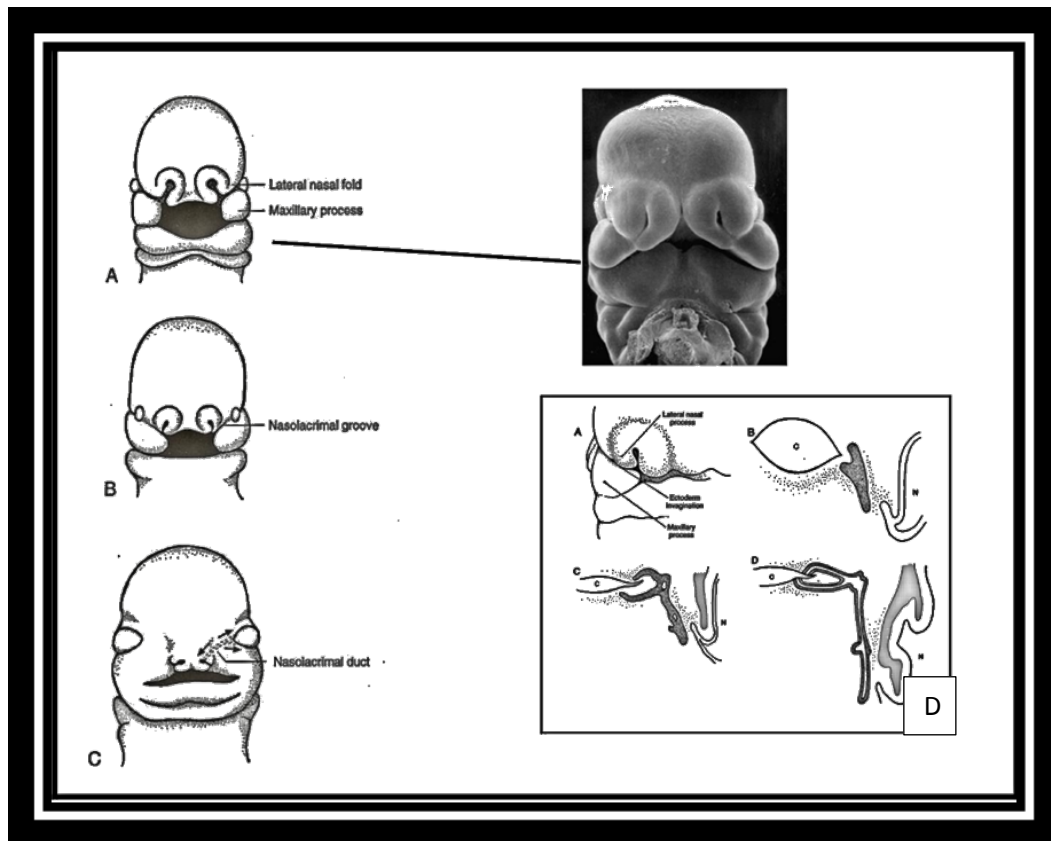 Lateral nasal fold
Maxillary process
A
Nasolacrimal groove
B
Nasolacrimal duct
C
A
Lateral nasal
process
Ectoderm
invagination
Maxillary
process
B
C
N
C
C
N
D
C
N
D